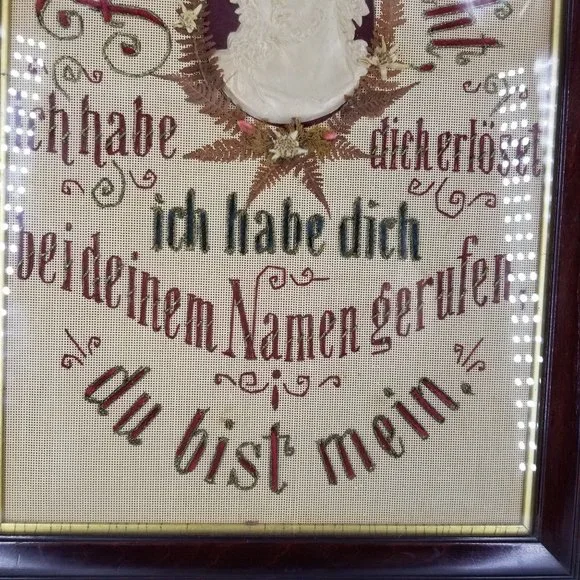 ich habe dich erlöset
ich habe dich
bei deinem Namen gerufen,
du bist mein.